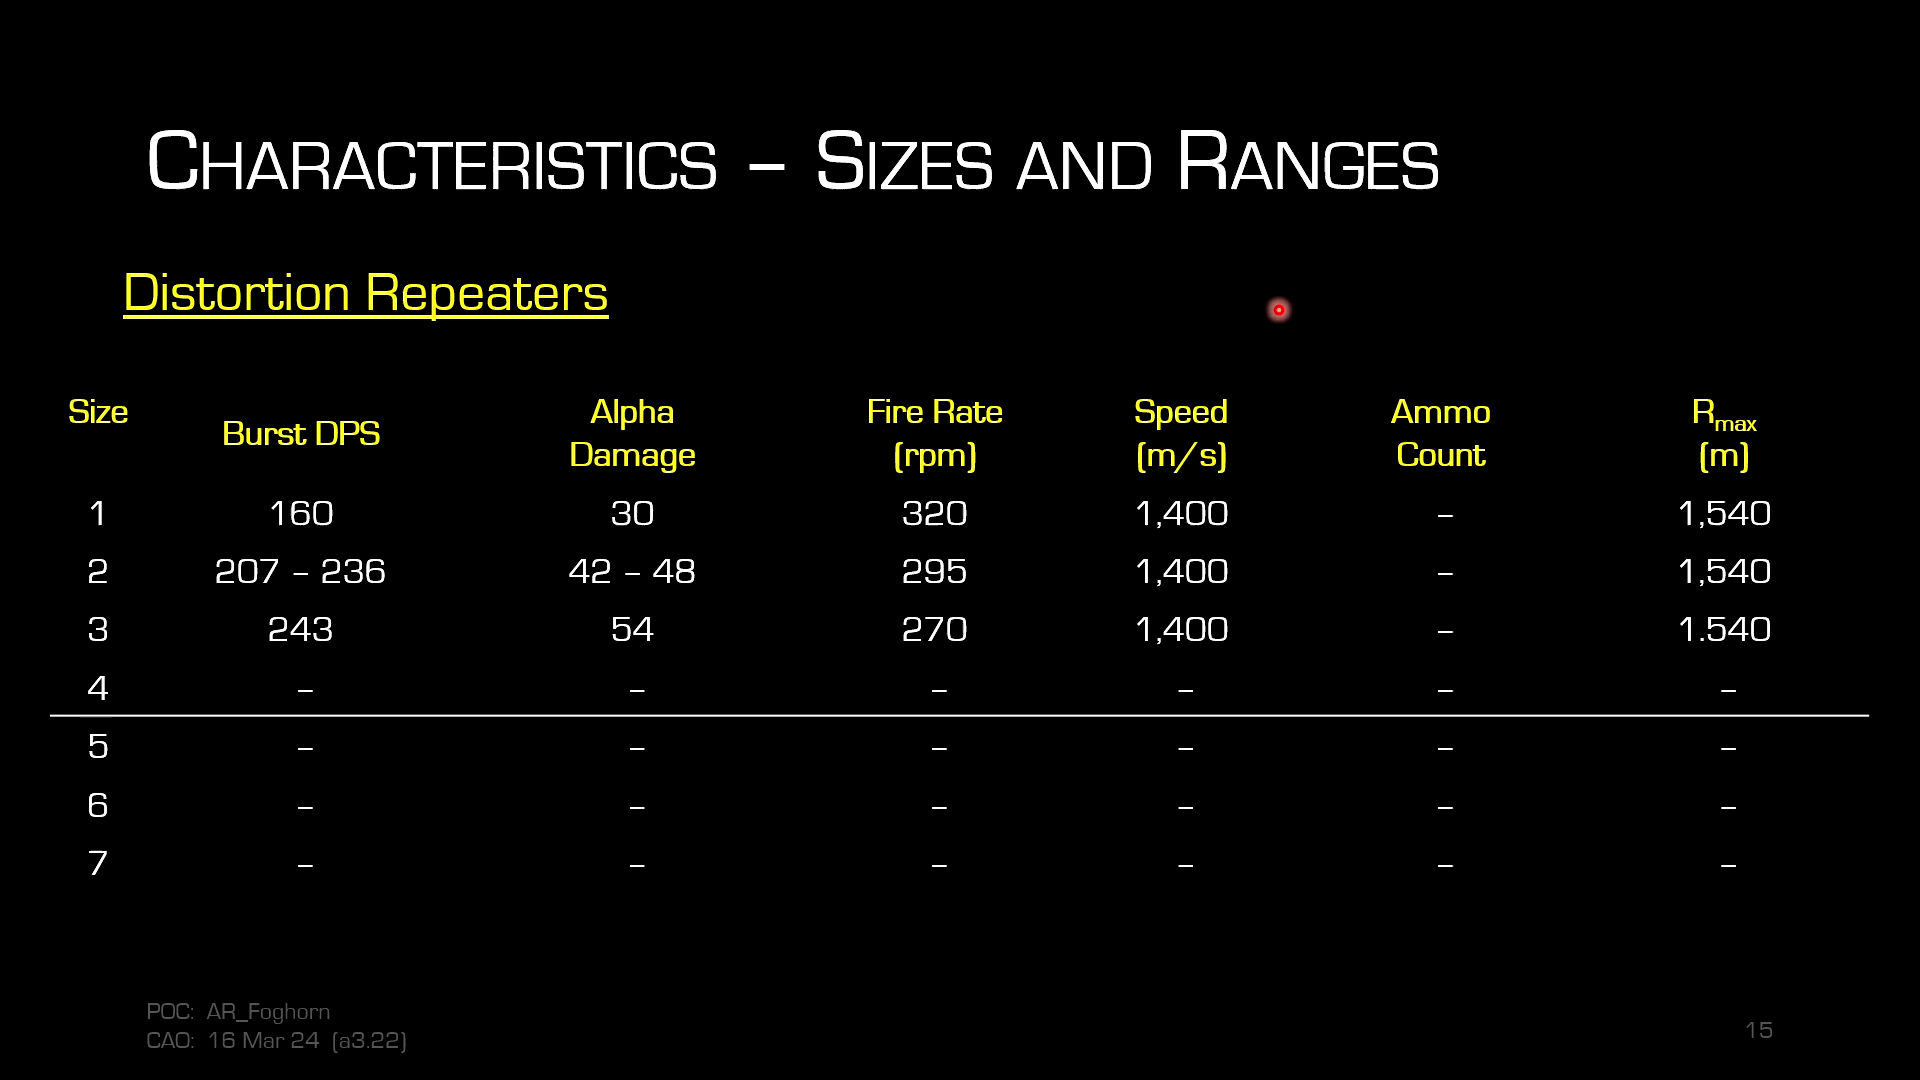 CHARACTERISTICS – SIZES AND RANGES
Distortion Repeaters
Size Burst DPS Alpha Damage Fire Rate (rpm) Speed (m/s) Ammo Count Rmax (m)
1 160 30 320 1,400 – 1,540
2 207 – 236 42 – 48 295 1,400 – 1,540
3 243 54 270 1,400 – 1.540
4 – – – – – –
5 – – – – – –
6 – – – – – –
7 – – – – – –
POC: AR_Foghorn
CAO: 16 Mar 24 (a3.22)
15